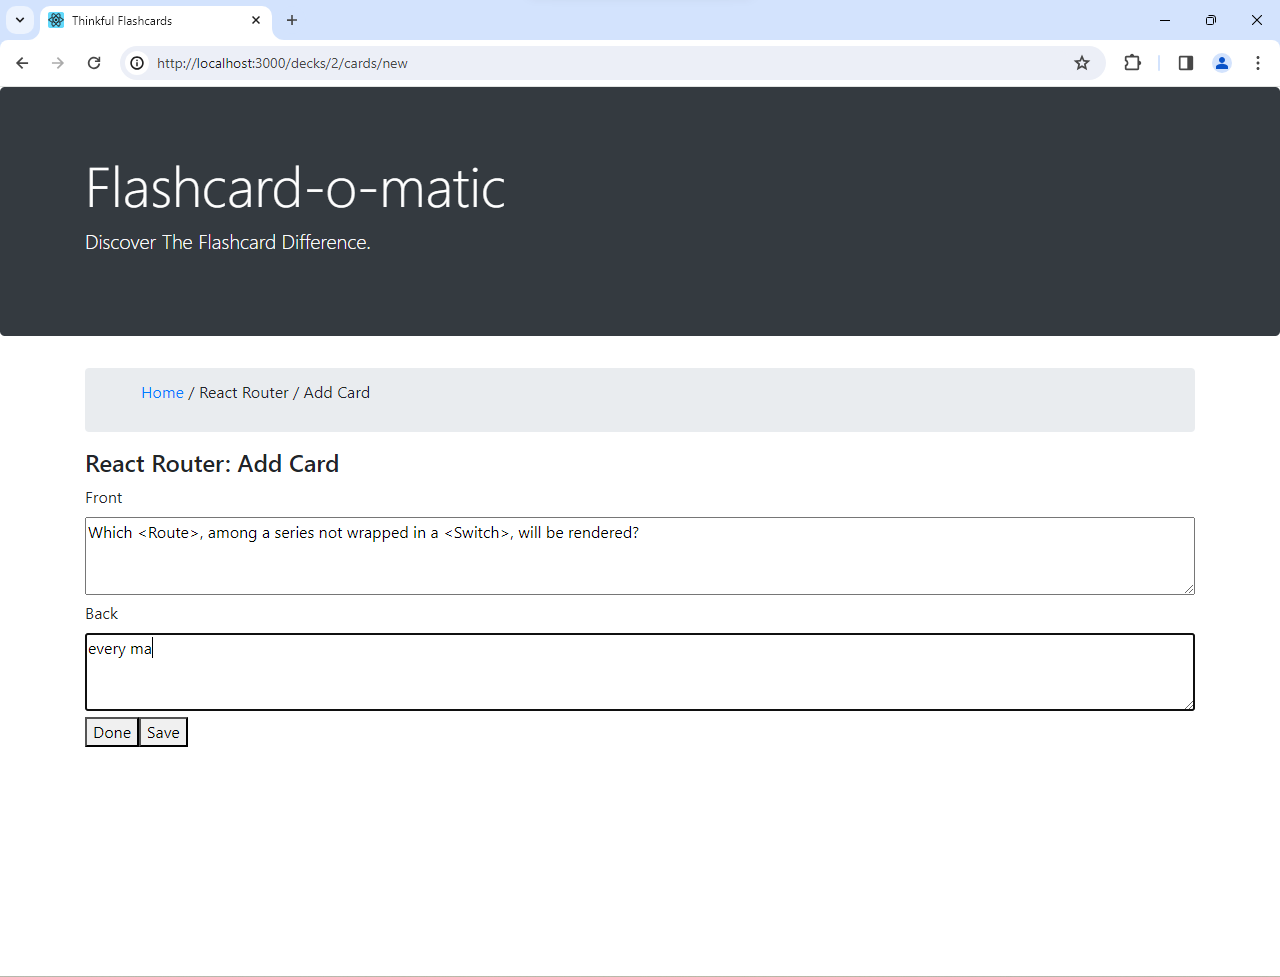 Thinkful Flashcards
http://localhost:3000/decks/2/cards/new
Flashcard-o-matic
Discover The Flashcard Difference.
Home / React Router / Add Card
React Router: Add Card
Front
Which <Route>, among a series not wrapped in a <Switch>, will be rendered?
Back
every ma
Done Save